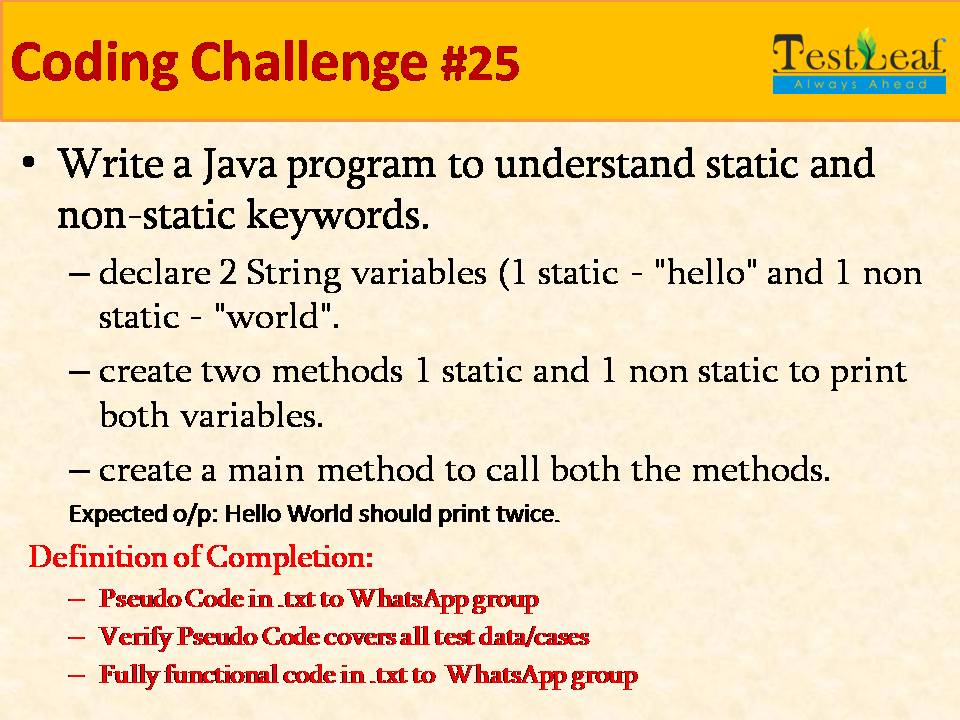 Coding Challenge #25
TestLeaf
Always Ahead
• Write a Java program to understand static and
non-static keywords.
– declare 2 String variables (1 static - "hello" and 1 non
static - "world".
– create two methods 1 static and 1 non static to print
both variables.
– create a main method to call both the methods.
Expected o/p: Hello World should print twice.
Definition of Completion:
– Pseudo Code in .txt to WhatsApp group
– Verify Pseudo Code covers all test data/cases
– Fully functional code in .txt to WhatsApp group